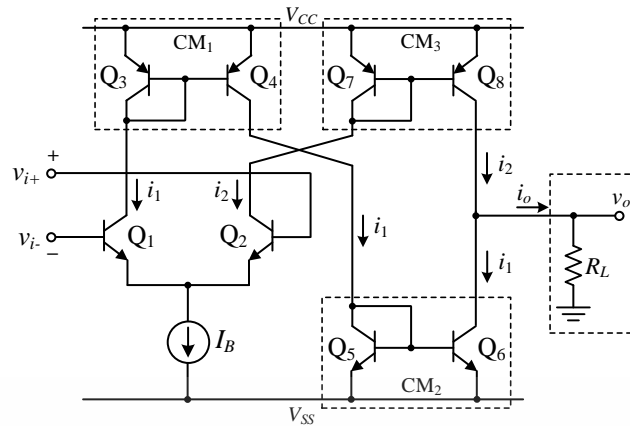 V_CC
CM₁
CM₃
Q₃
Q₄
Q₇
Q₈
+
v_i+
i₁
i₂
i₂
i_o
v_o
v_i-
−
Q₁
Q₂
i₁
i₁
R_L
I_B
Q₅
Q₆
CM₂
V_SS